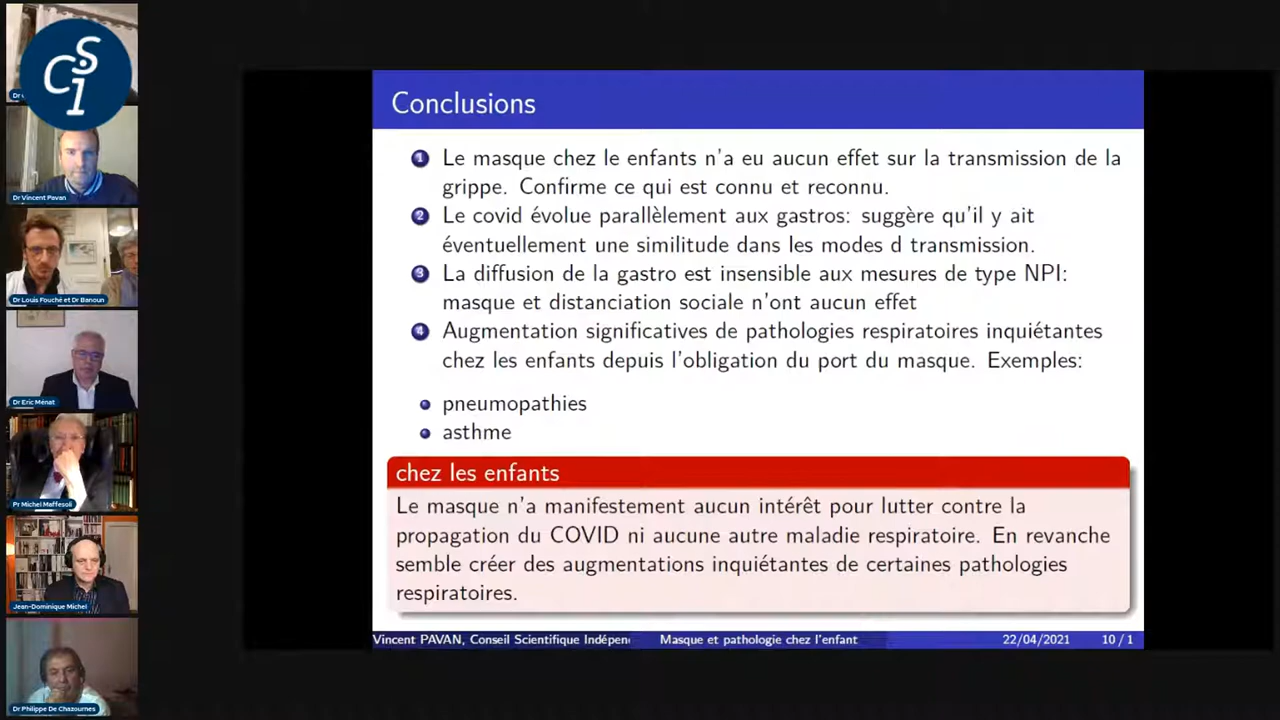 CSI
Dr
Dr Vincent Pavan
Dr Louis Fouché et Dr Banoun
Dr Eric Ménat
Pr Michel Maffesoli
Jean-Dominique Michel
Dr Philippe De Chazournes
Conclusions
1 Le masque chez le enfants n'a eu aucun effet sur la transmission de la
grippe. Confirme ce qui est connu et reconnu.
2 Le covid évolue parallèlement aux gastros: suggère qu'il y ait
éventuellement une similitude dans les modes d transmission.
3 La diffusion de la gastro est insensible aux mesures de type NPI:
masque et distanciation sociale n'ont aucun effet
4 Augmentation significatives de pathologies respiratoires inquiétantes
chez les enfants depuis l'obligation du port du masque. Exemples:
pneumopathies
asthme
chez les enfants
Le masque n'a manifestement aucun intérêt pour lutter contre la
propagation du COVID ni aucune autre maladie respiratoire. En revanche
semble créer des augmentations inquiétantes de certaines pathologies
respiratoires.
Vincent PAVAN, Conseil Scientifique Indépen Masque et pathologie chez l'enfant 22/04/2021 10 / 1